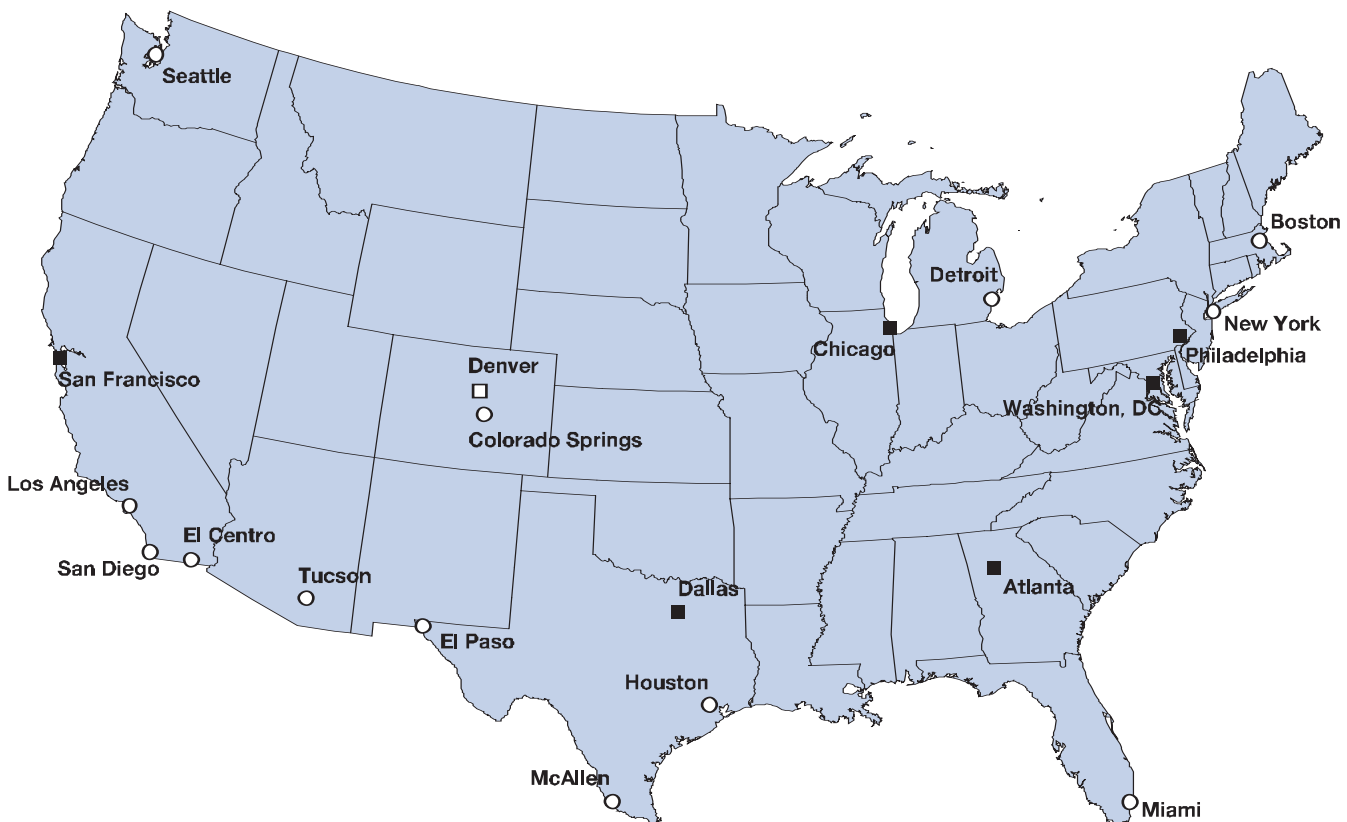 Seattle
Boston
Detroit
New York
Chicago
Philadelphia
Denver
San Francisco
Washington, DC
Colorado Springs
Los Angeles
El Centro
San Diego
Tucson
Dallas
Atlanta
El Paso
Houston
McAllen
Miami